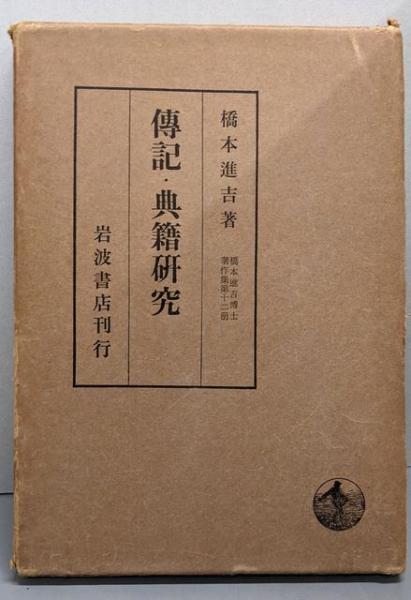 橋本進吉著
橋本進吉博士
著作集第十二册
傳記・典籍研究
岩波書店刊行